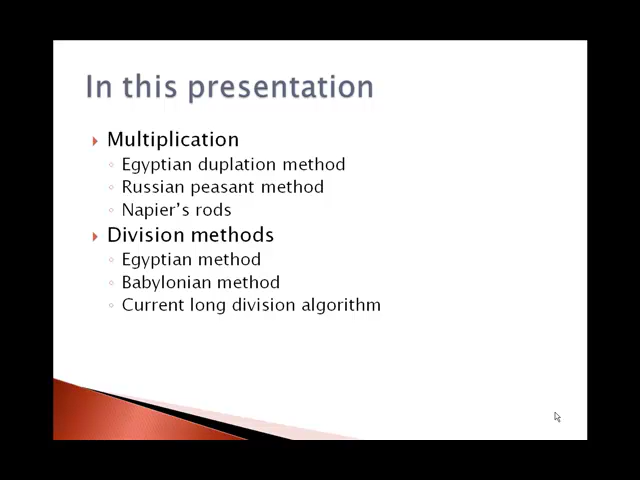 In this presentation
Multiplication
Egyptian duplation method
Russian peasant method
Napier's rods
Division methods
Egyptian method
Babylonian method
Current long division algorithm